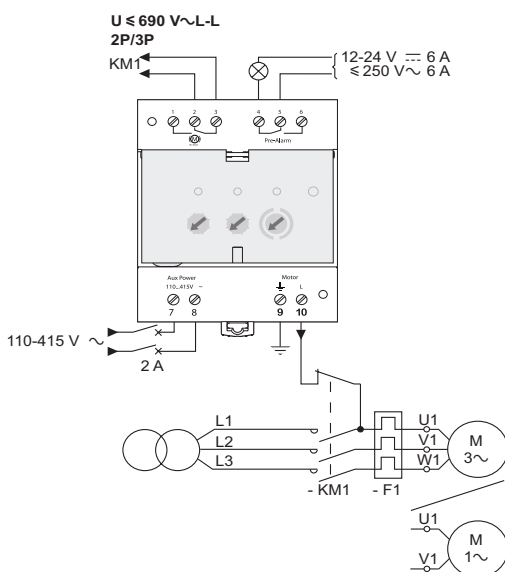 U ≤ 690 V∼L-L
2P/3P
KM1
12-24 V ⎓ 6 A
≤ 250 V∼ 6 A
1 2 3 4 5 6
KM1 Pre-Alarm
Aux Power Motor
110...415V ~ L
7 8 9 10
110-415 V ∼
2 A
L1
L2
L3
- KM1 - F1
U1
V1
W1
M
3∼
U1
V1
M
1∼